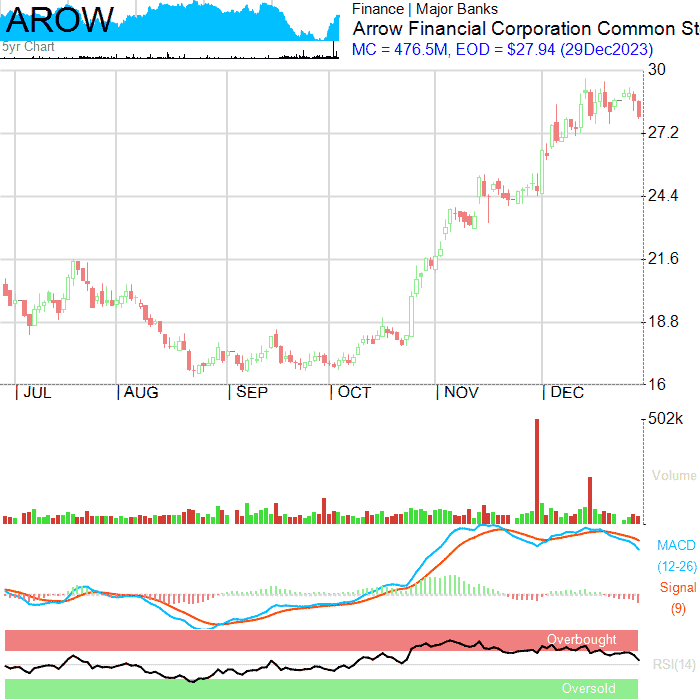 AROW
5yr Chart
Finance | Major Banks
Arrow Financial Corporation Common St
MC = 476.5M, EOD = $27.94 (29Dec2023)
30
27.2
24.4
21.6
18.8
16
JUL AUG SEP OCT NOV DEC
502k
Volume
MACD
(12-26)
Signal
(9)
Overbought
RSI(14)
Oversold